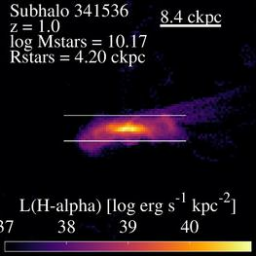 Subhalo 341536
8.4 ckpc
z = 1.0
log Mstars = 10.17
Rstars = 4.20 ckpc
L(H-alpha) [log erg s⁻¹ kpc⁻²]
37 38 39 40